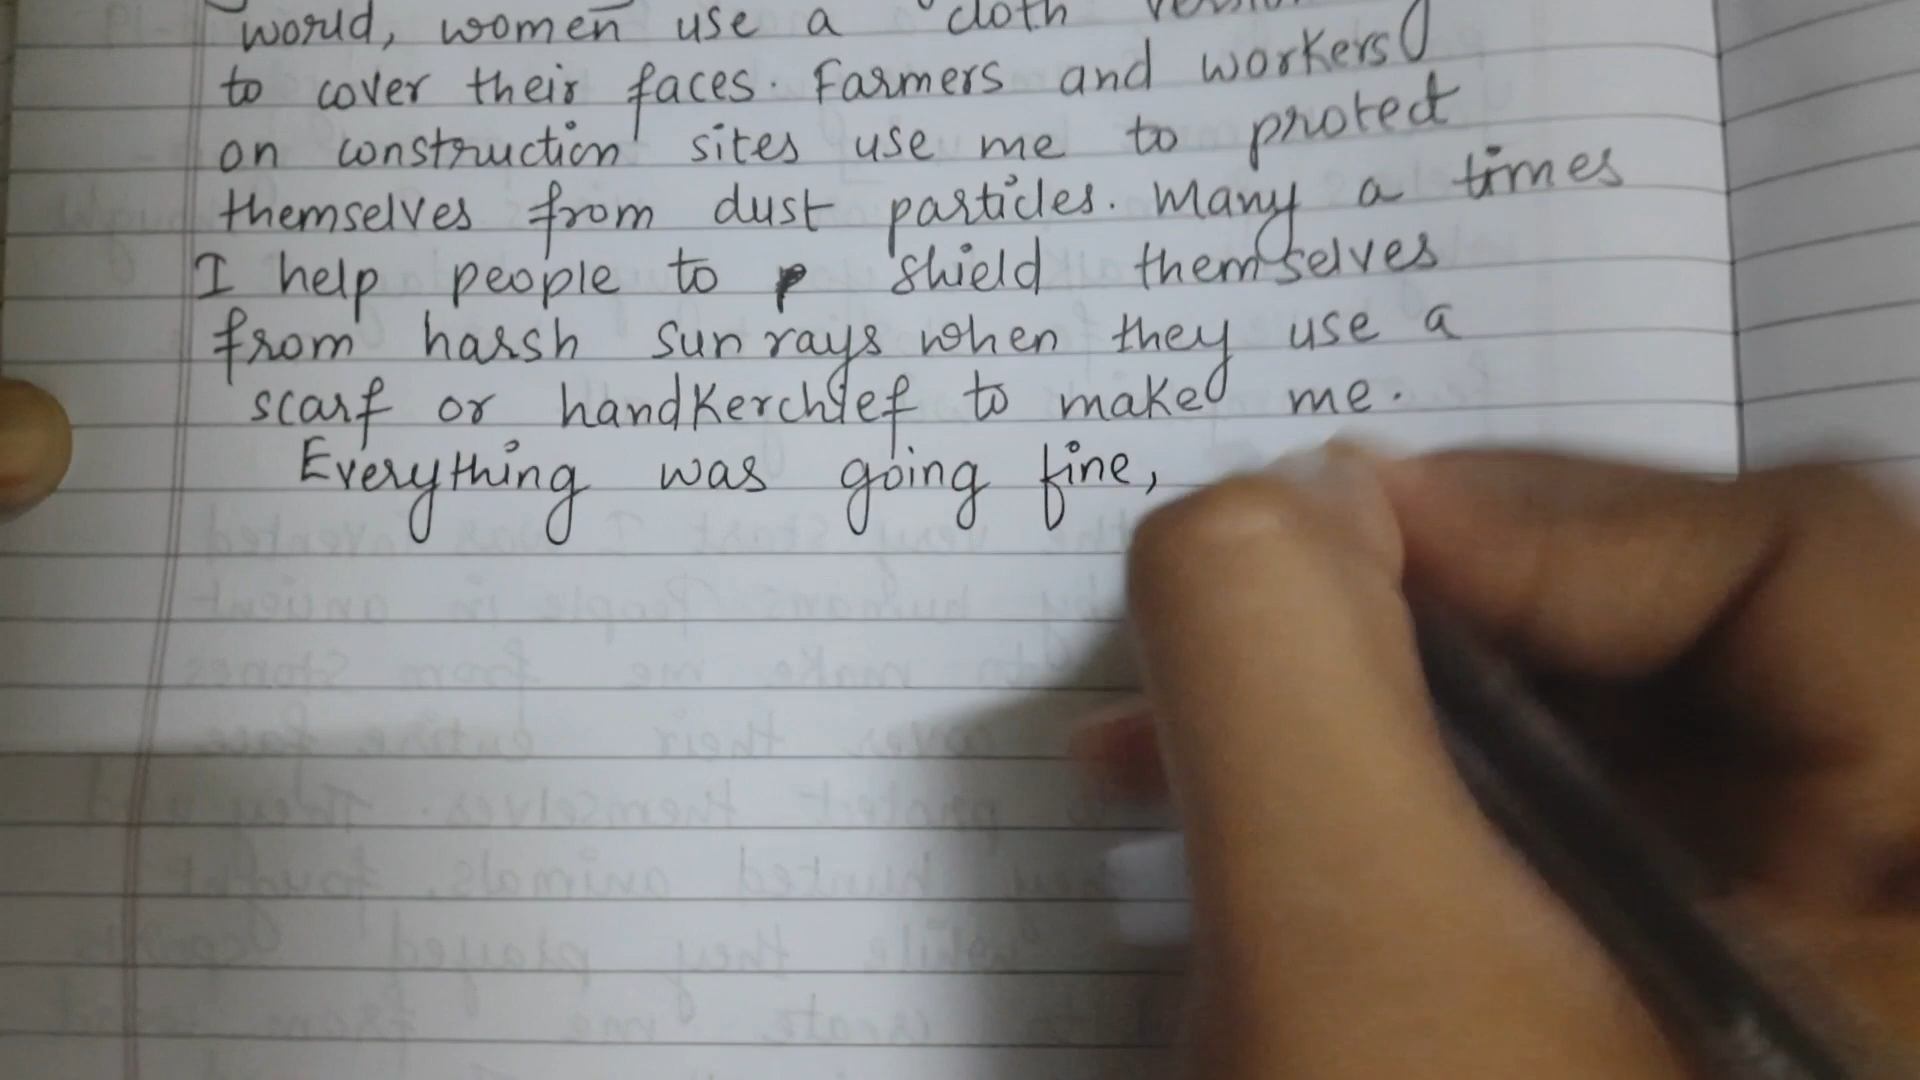 world, women use a cloth version
to cover their faces. Farmers and workers
on construction sites use me to protect
themselves from dust particles. Many a times
I help people to shield themselves
from harsh sun rays when they use a
scarf or handkerchief to make me.
Everything was going fine,